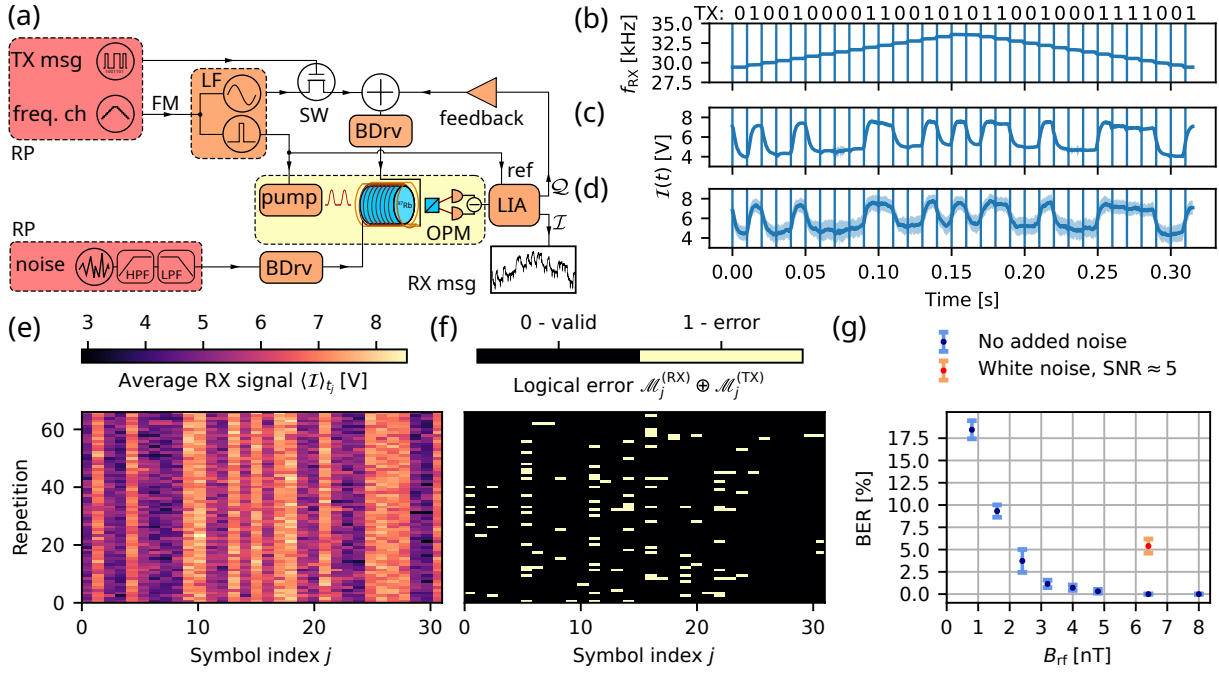 (a)
TX msg
1001101
freq. ch
RP
FM
LF
SW
feedback
BDrv
ref
pump
87Rb
OPM
LIA
𝒬
ℐ
RP
noise
HPF
LPF
BDrv
RX msg
(b)
TX: 010010000110010101100100001111001
f_RX [kHz]
35.0
32.5
30.0
27.5
(c)
8
6
4
(d)
8
6
4
ℐ(t) [V]
0.00 0.05 0.10 0.15 0.20 0.25 0.30
Time [s]
(e)
3 4 5 6 7 8
Average RX signal ⟨ℐ⟩_{t_j} [V]
Repetition
60
40
20
0
0 10 20 30
Symbol index j
(f)
0 - valid 1 - error
Logical error ℳ_j^{(RX)} ⊕ ℳ_j^{(TX)}
0 10 20 30
Symbol index j
(g)
No added noise
White noise, SNR ≈ 5
BER [%]
17.5
15.0
12.5
10.0
7.5
5.0
2.5
0.0
0 1 2 3 4 5 6 7 8
B_rf [nT]